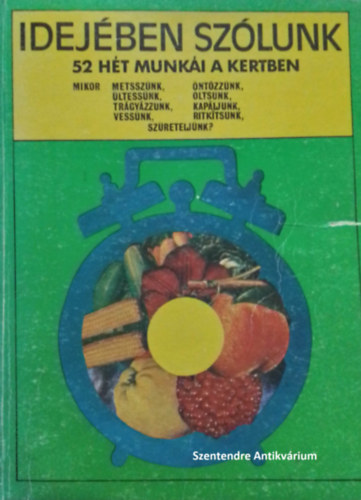 IDEJÉBEN SZÓLUNK
52 HÉT MUNKÁI A KERTBEN
MIKOR METSSZÜNK, ÖNTÖZZÜNK,
ÜLTESSÜNK, OLTSUNK,
TRÁGYÁZZUNK, KAPÁLJUNK,
VESSÜNK, RITKÍTSUNK,
SZÜRETELJÜNK?
Szentendre Antikvárium